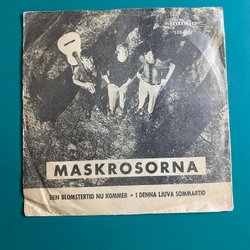 MASKROSORNA
DEN BLOMSTERTID NU KOMMER + I DENNA LJUVA SOMMARTID